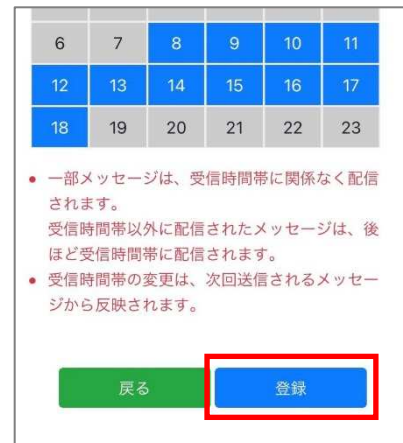 6 7 8 9 10 11
12 13 14 15 16 17
18 19 20 21 22 23
● 一部メッセージは、受信時間帯に関係なく配信
されます。
受信時間帯以外に配信されたメッセージは、後
ほど受信時間帯に配信されます。
● 受信時間帯の変更は、次回送信されるメッセー
ジから反映されます。
戻る 登録